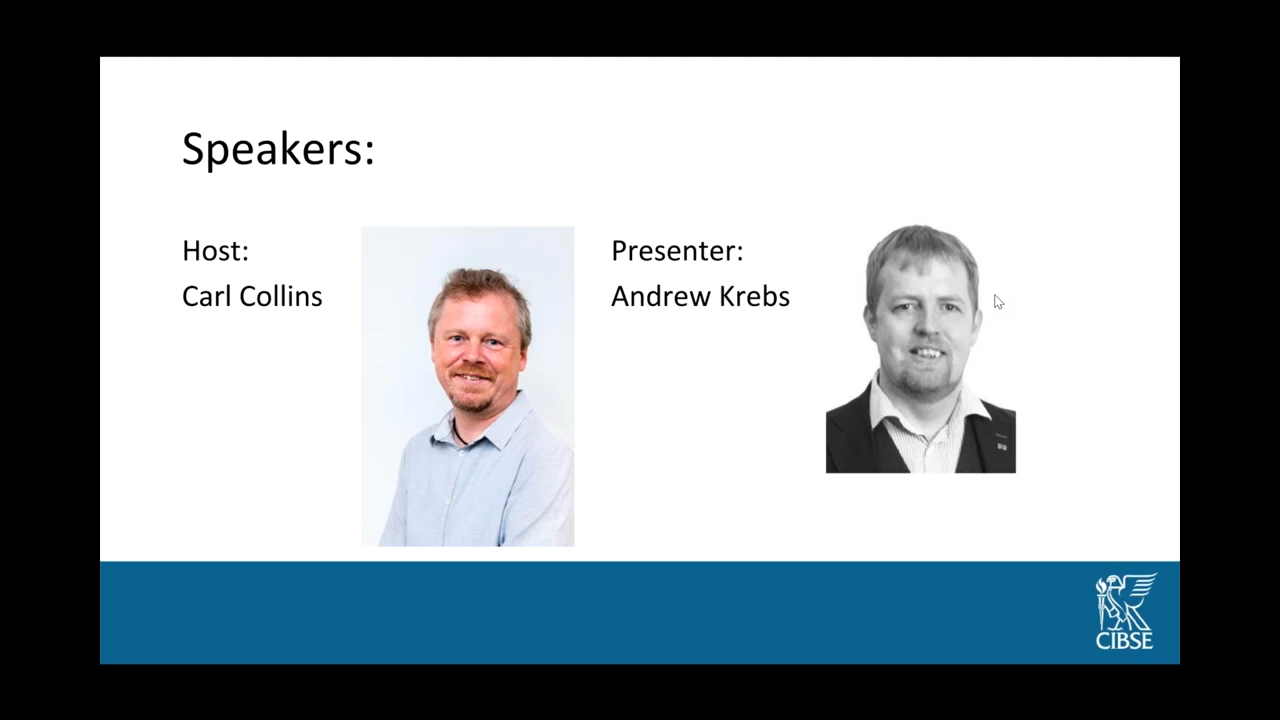 Speakers:
Host:
Carl Collins
Presenter:
Andrew Krebs
CIBSE